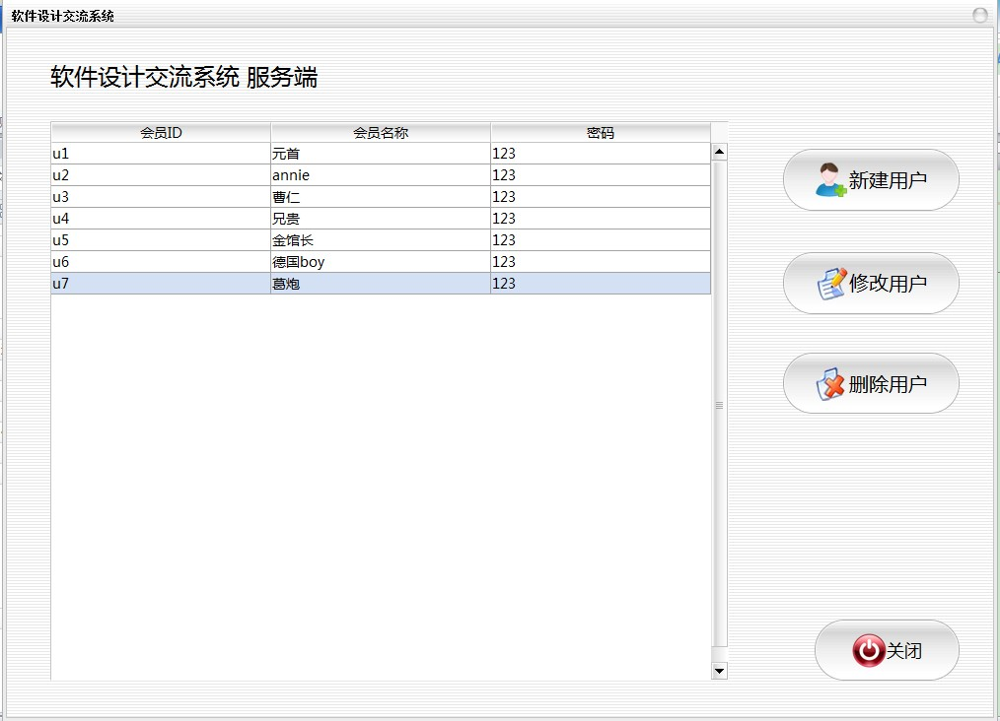 软件设计交流系统
软件设计交流系统 服务端
会员ID 会员名称 密码
u1 元首 123
u2 annie 123
u3 曹仁 123
u4 兄贵 123
u5 金馆长 123
u6 德国boy 123
u7 葛炮 123
新建用户
修改用户
删除用户
关闭